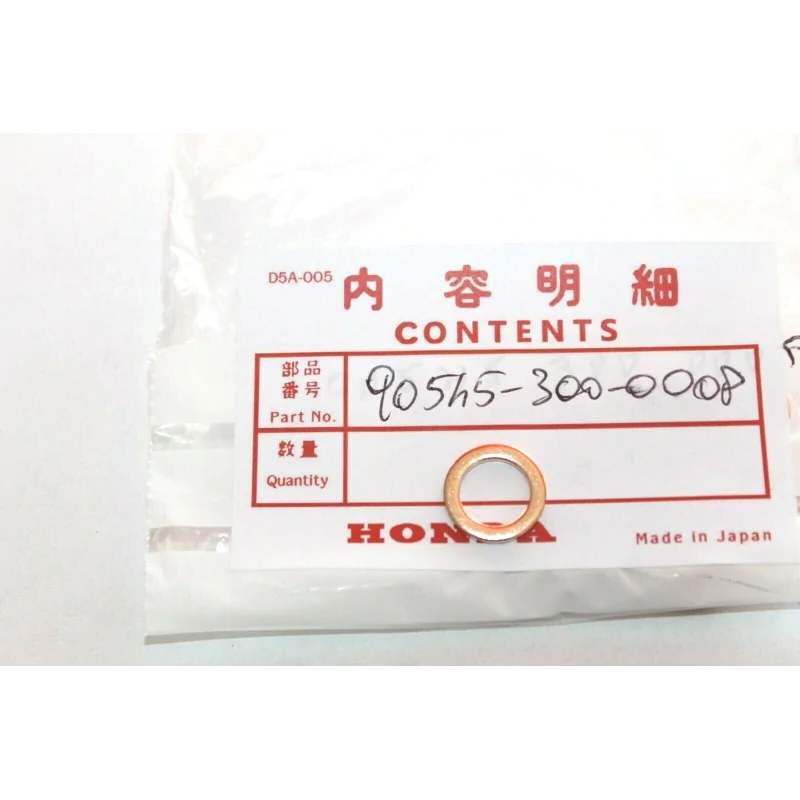 D5A-005
内容明細
CONTENTS
部品
番号
Part No.
90545-300-000P
数量
Quantity
HONDA
Made in Japan